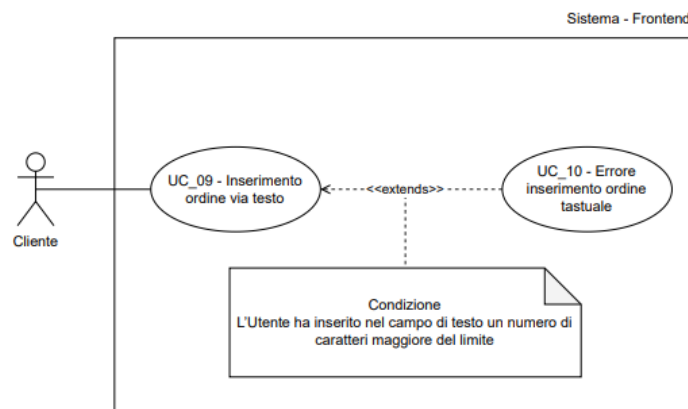 Sistema - Frontend
UC_09 - Inserimento
ordine via testo
<<extends>>
UC_10 - Errore
inserimento ordine
tastuale
Cliente
Condizione
L'Utente ha inserito nel campo di testo un numero di
caratteri maggiore del limite